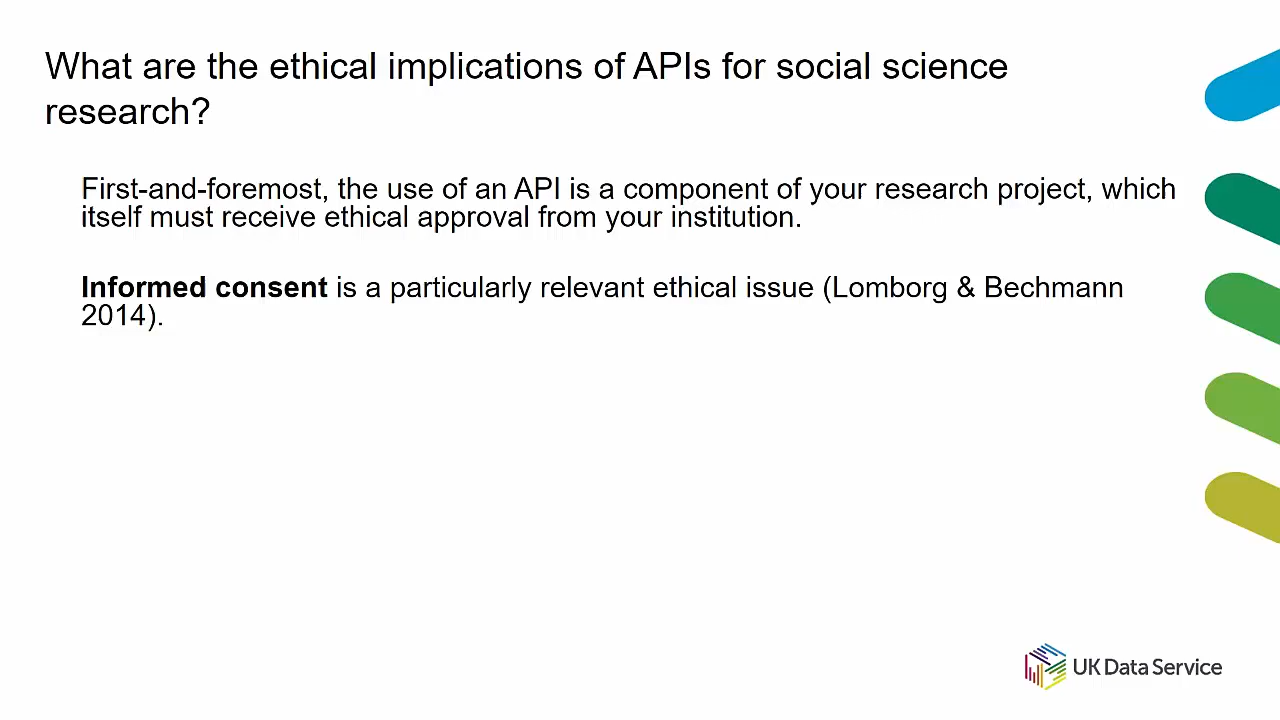 What are the ethical implications of APIs for social science
research?
First-and-foremost, the use of an API is a component of your research project, which
itself must receive ethical approval from your institution.
Informed consent is a particularly relevant ethical issue (Lomborg & Bechmann
2014).
UK Data Service